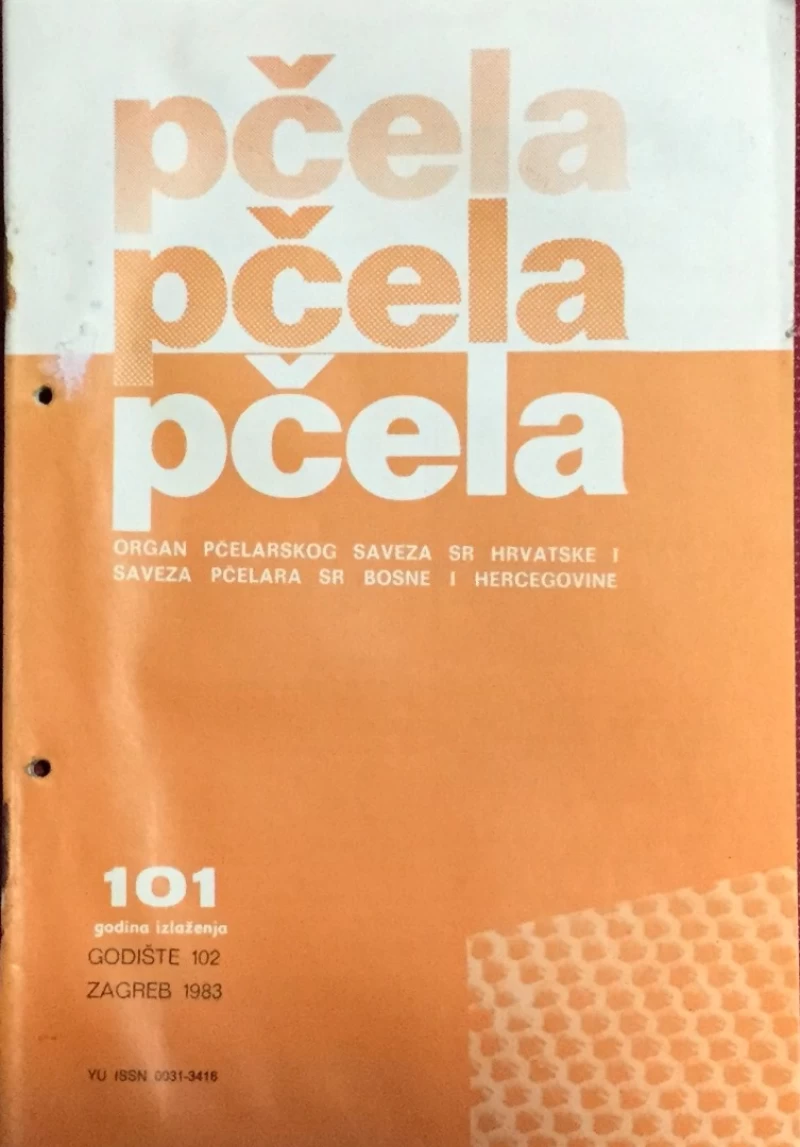 pčela
pčela
pčela
ORGAN PČELARSKOG SAVEZA SR HRVATSKE I
SAVEZA PČELARA SR BOSNE I HERCEGOVINE
101
godina izlaženja
GODIŠTE 102
ZAGREB 1983
YU ISSN 0031-3416